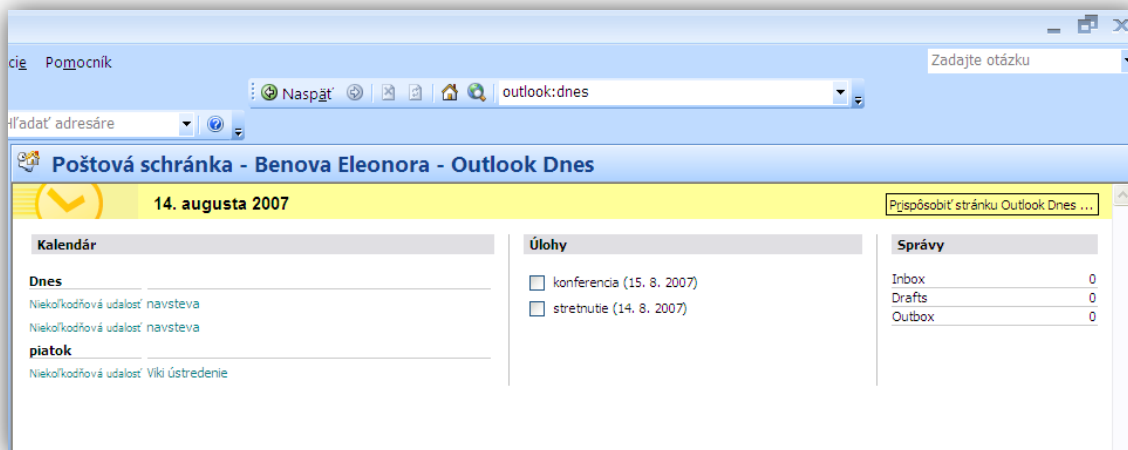 cie Pomocník
Zadajte otázku
Naspäť
outlook:dnes
Hľadať adresáre
Poštová schránka - Benova Eleonora - Outlook Dnes
14. augusta 2007
Prispôsobiť stránku Outlook Dnes ...
Kalendár
Dnes
Niekoľkodňová udalosť navsteva
Niekoľkodňová udalosť navsteva
piatok
Niekoľkodňová udalosť Viki ústredenie
Úlohy
konferencia (15. 8. 2007)
stretnutie (14. 8. 2007)
Správy
Inbox 0
Drafts 0
Outbox 0